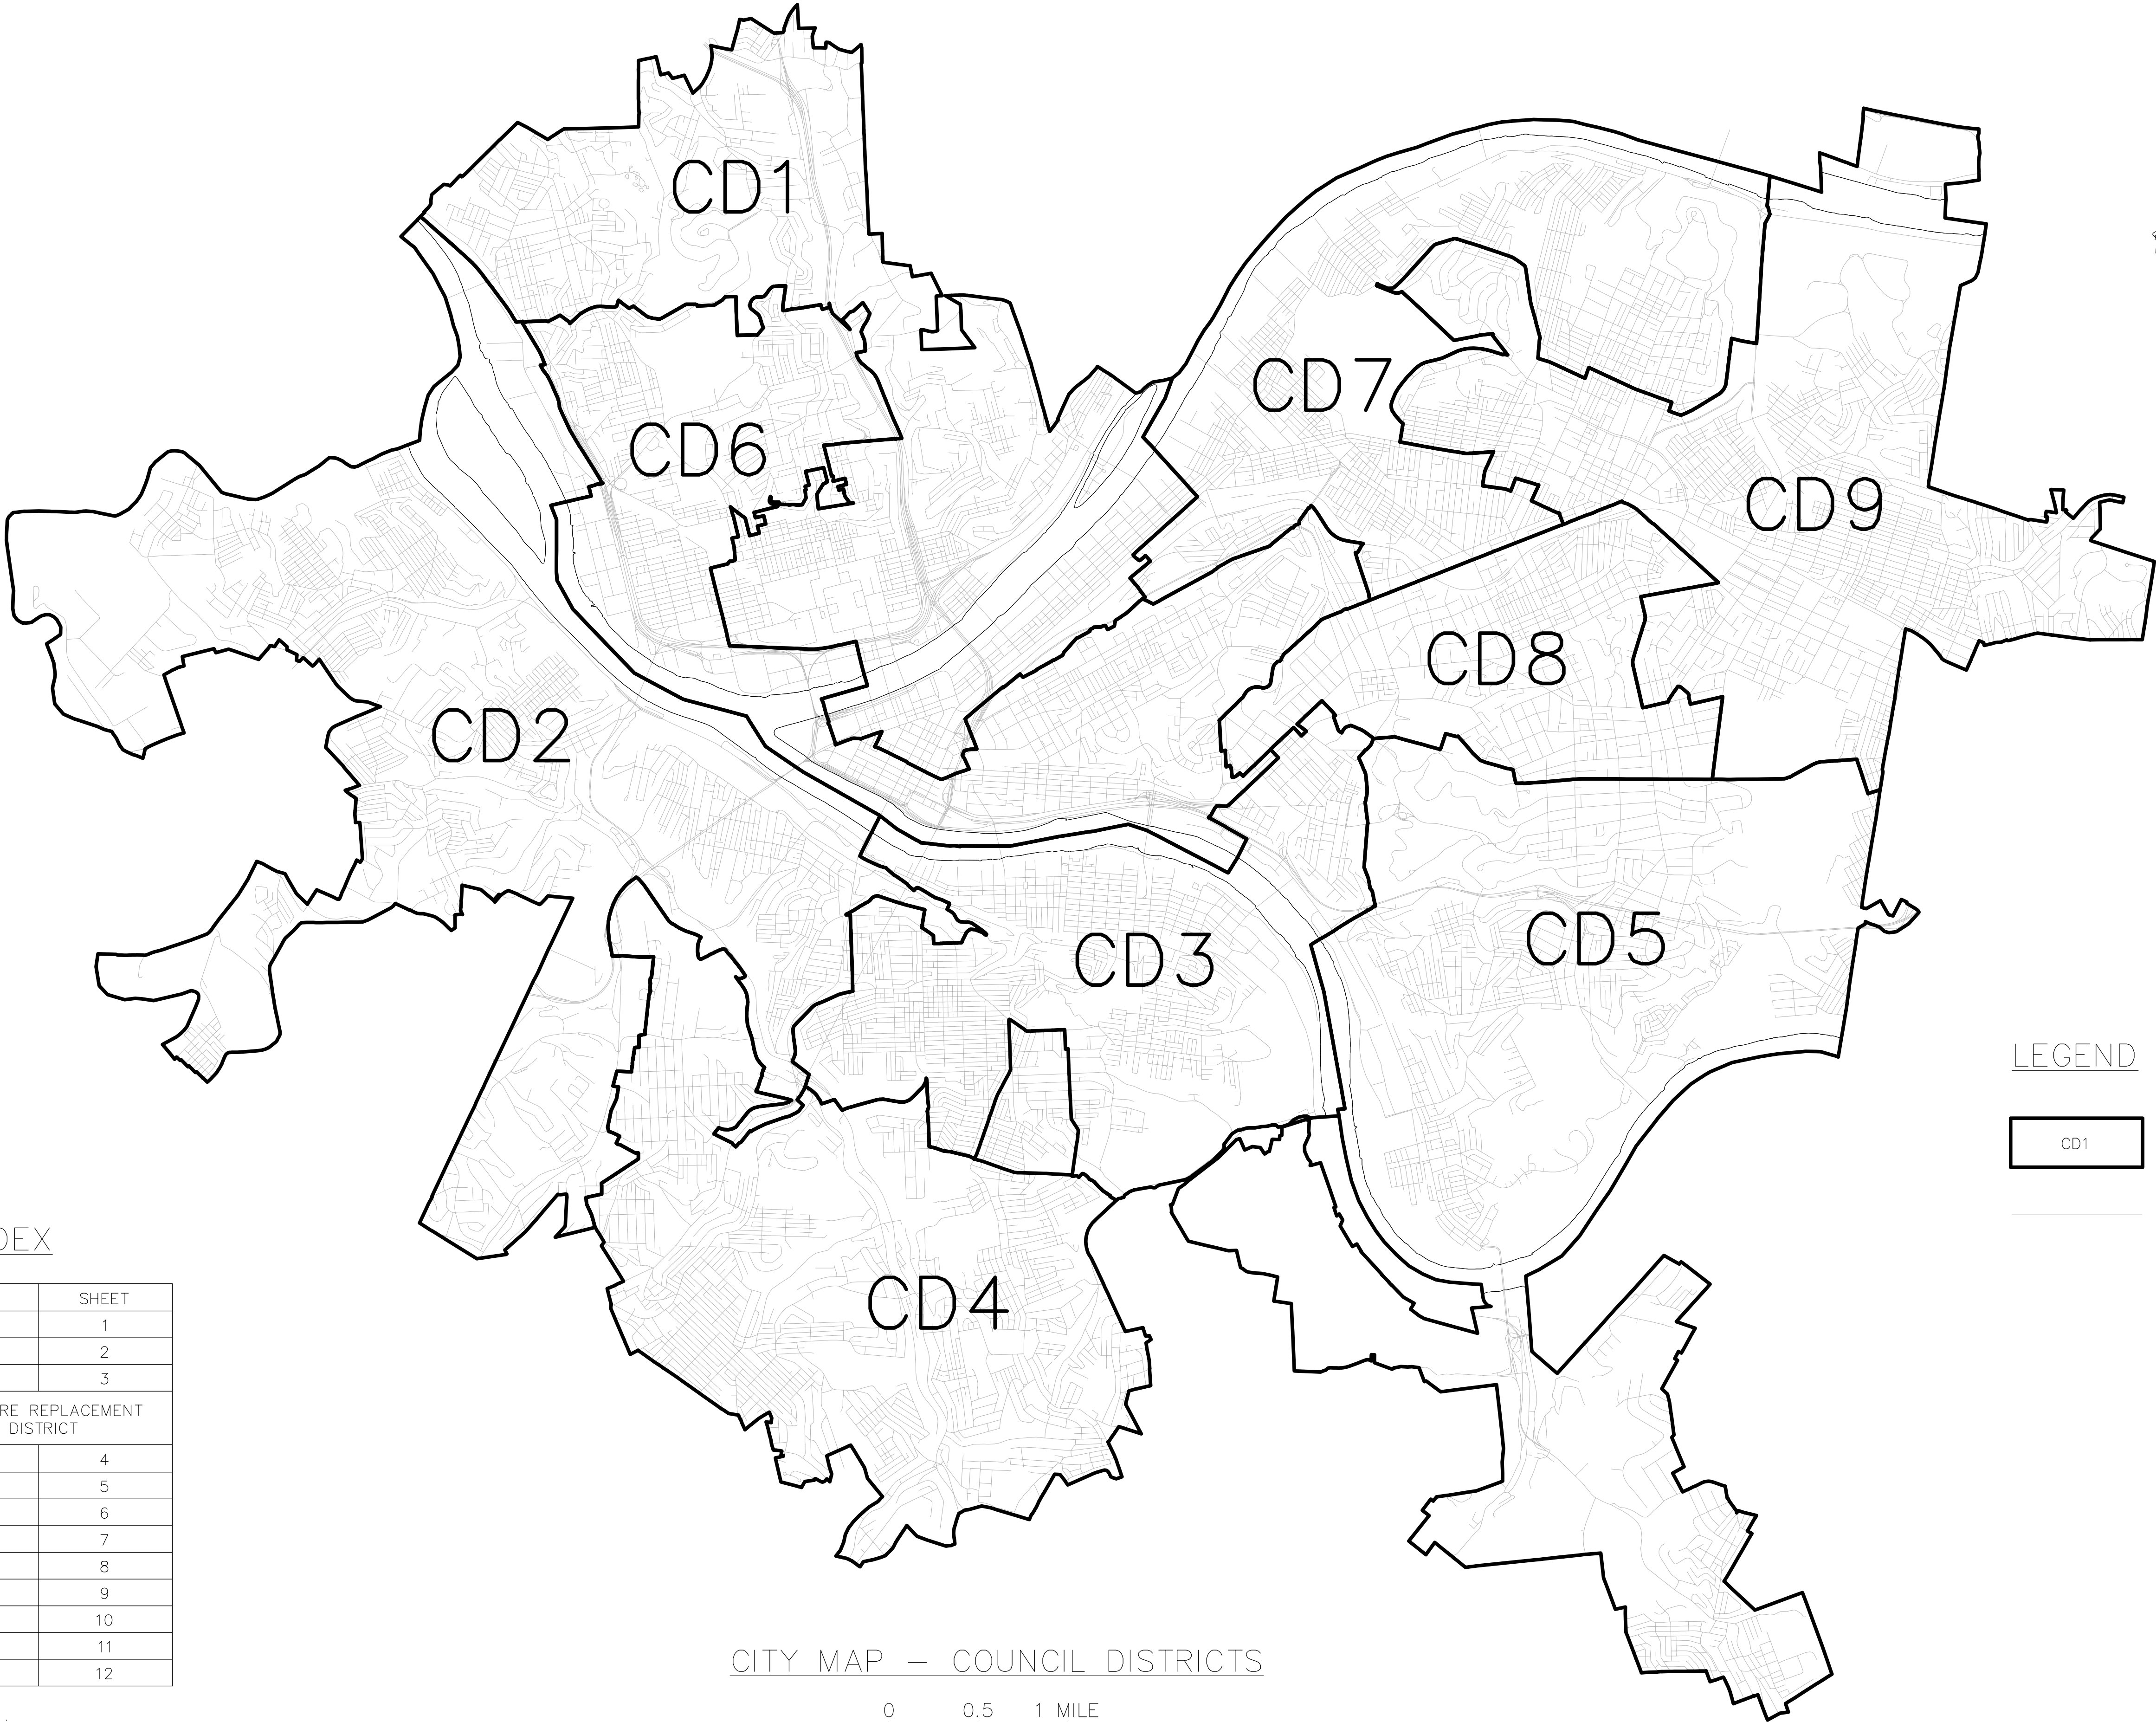 CD1
CD7
CD6
CD9
CD8
CD2
CD3
CD5
CD4
LEGEND
CD1
DEX
SHEET
1
2
3
RE REPLACEMENT
DISTRICT
4
5
6
7
8
9
10
11
12
CITY MAP – COUNCIL DISTRICTS
0 0.5 1 MILE